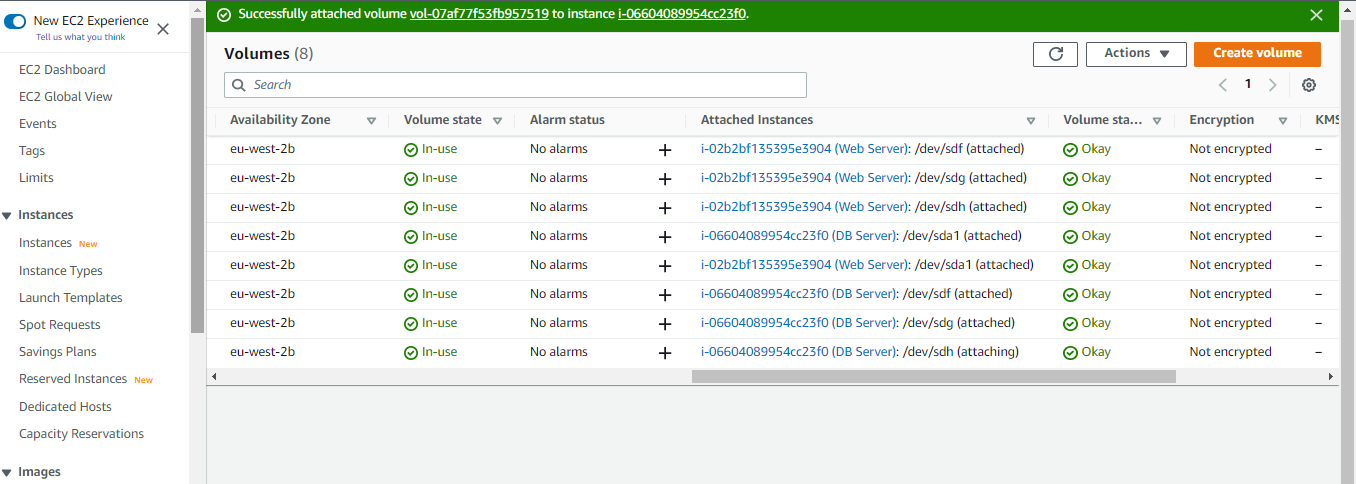 New EC2 Experience
Tell us what you think
EC2 Dashboard
EC2 Global View
Events
Tags
Limits
Instances
Instances New
Instance Types
Launch Templates
Spot Requests
Savings Plans
Reserved Instances New
Dedicated Hosts
Capacity Reservations
Images
Successfully attached volume vol-07af77f53fb957519 to instance i-06604089954cc23f0.
Volumes (8)
Actions
Create volume
Search
1
Availability Zone Volume state Alarm status Attached Instances Volume sta... Encryption KMS
eu-west-2b In-use No alarms + i-02b2bf135395e3904 (Web Server): /dev/sdf (attached) Okay Not encrypted –
eu-west-2b In-use No alarms + i-02b2bf135395e3904 (Web Server): /dev/sdg (attached) Okay Not encrypted –
eu-west-2b In-use No alarms + i-02b2bf135395e3904 (Web Server): /dev/sdh (attached) Okay Not encrypted –
eu-west-2b In-use No alarms + i-06604089954cc23f0 (DB Server): /dev/sda1 (attached) Okay Not encrypted –
eu-west-2b In-use No alarms + i-02b2bf135395e3904 (Web Server): /dev/sda1 (attached) Okay Not encrypted –
eu-west-2b In-use No alarms + i-06604089954cc23f0 (DB Server): /dev/sdf (attached) Okay Not encrypted –
eu-west-2b In-use No alarms + i-06604089954cc23f0 (DB Server): /dev/sdg (attached) Okay Not encrypted –
eu-west-2b In-use No alarms + i-06604089954cc23f0 (DB Server): /dev/sdh (attaching) Okay Not encrypted –